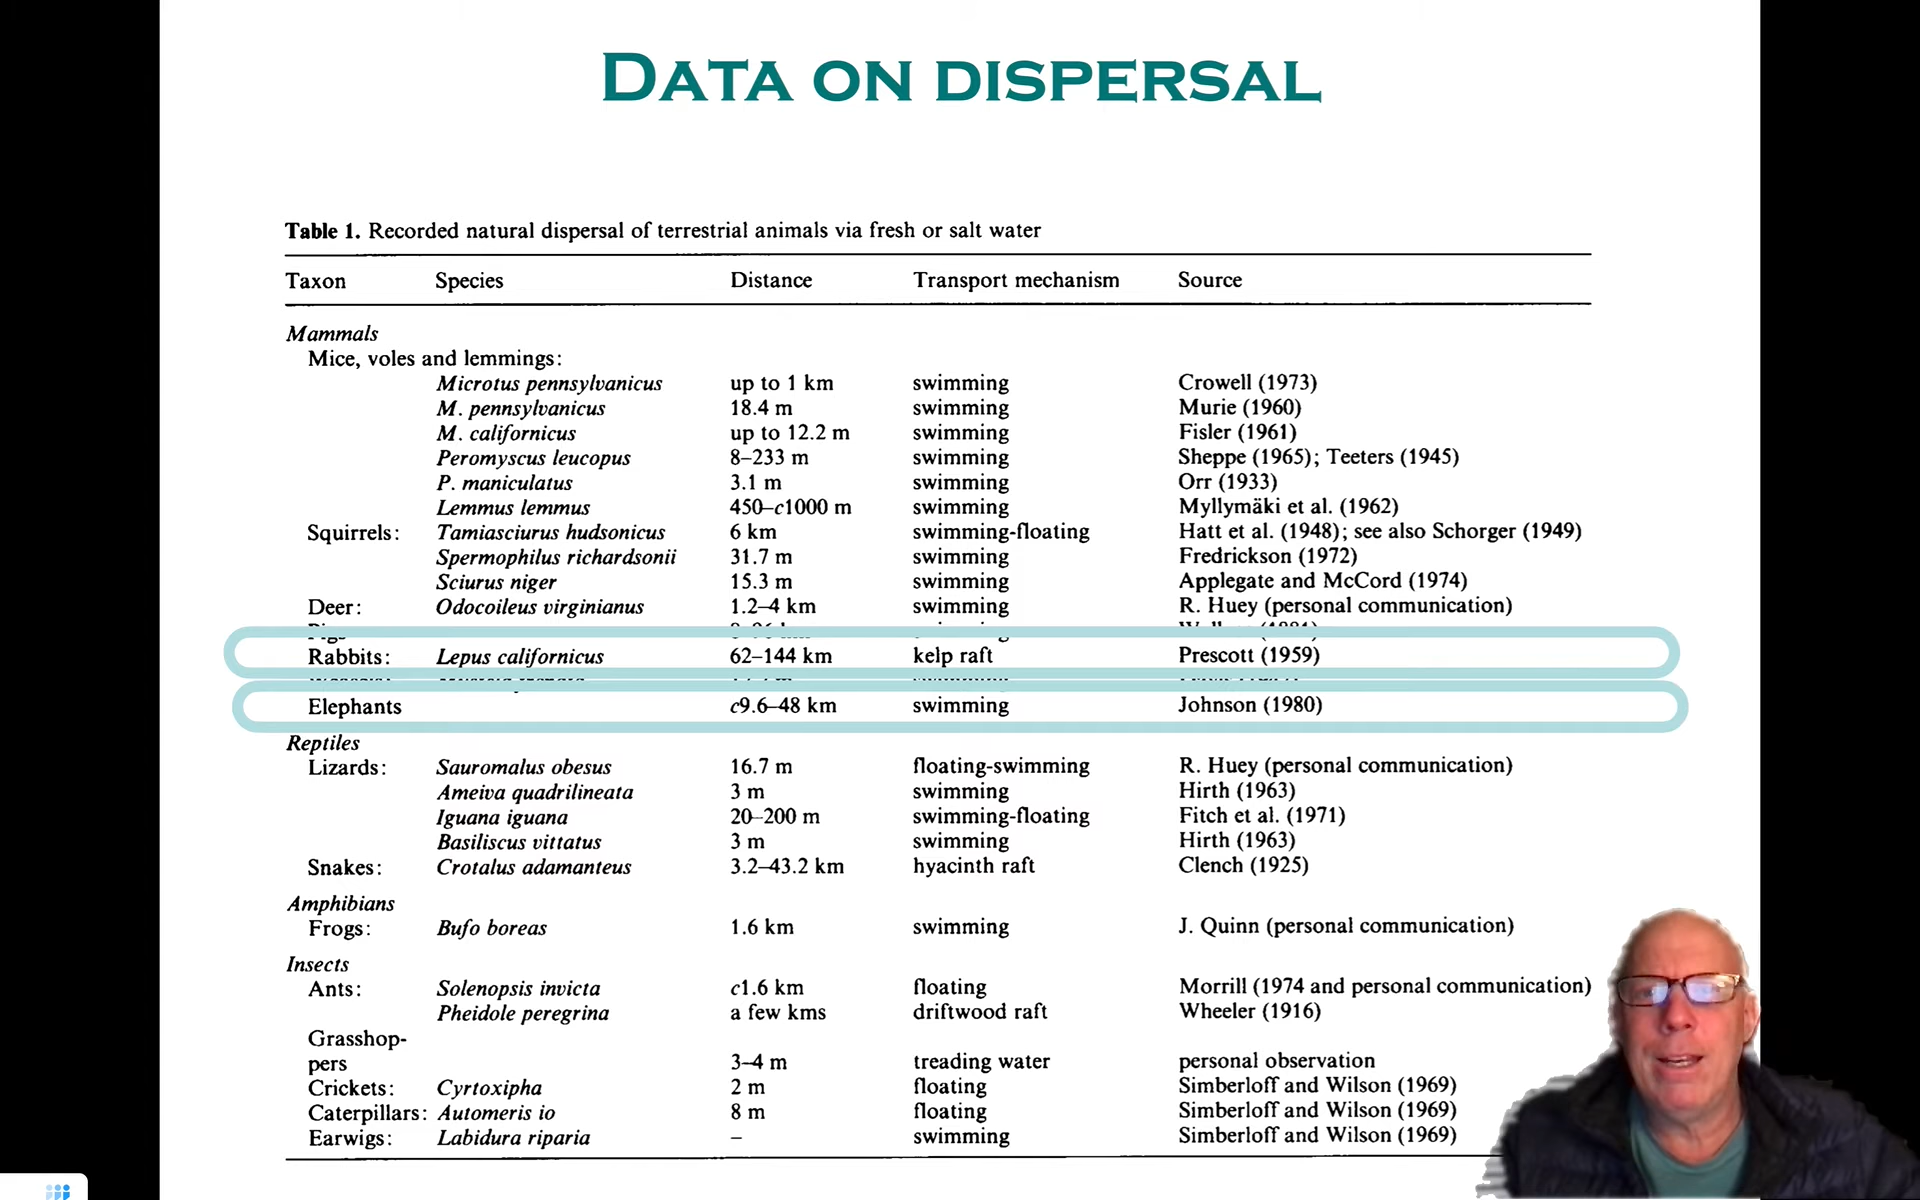 DATA ON DISPERSAL
Table 1. Recorded natural dispersal of terrestrial animals via fresh or salt water
Taxon Species Distance Transport mechanism Source
Mammals
Mice, voles and lemmings:
Microtus pennsylvanicus up to 1 km swimming Crowell (1973)
M. pennsylvanicus 18.4 m swimming Murie (1960)
M. californicus up to 12.2 m swimming Fisler (1961)
Peromyscus leucopus 8–233 m swimming Sheppe (1965); Teeters (1945)
P. maniculatus 3.1 m swimming Orr (1933)
Lemmus lemmus 450–c1000 m swimming Myllymäki et al. (1962)
Squirrels: Tamiasciurus hudsonicus 6 km swimming-floating Hatt et al. (1948); see also Schorger (1949)
Spermophilus richardsonii 31.7 m swimming Fredrickson (1972)
Sciurus niger 15.3 m swimming Applegate and McCord (1974)
Deer: Odocoileus virginianus 1.2–4 km swimming R. Huey (personal communication)
Rabbits: Lepus californicus 62–144 km kelp raft Prescott (1959)
Elephants c9.6–48 km swimming Johnson (1980)
Reptiles
Lizards: Sauromalus obesus 16.7 m floating-swimming R. Huey (personal communication)
Ameiva quadrilineata 3 m swimming Hirth (1963)
Iguana iguana 20–200 m swimming-floating Fitch et al. (1971)
Basiliscus vittatus 3 m swimming Hirth (1963)
Snakes: Crotalus adamanteus 3.2–43.2 km hyacinth raft Clench (1925)
Amphibians
Frogs: Bufo boreas 1.6 km swimming J. Quinn (personal communication)
Insects
Ants: Solenopsis invicta c1.6 km floating Morrill (1974 and personal communication)
Pheidole peregrina a few kms driftwood raft Wheeler (1916)
Grasshop-
pers 3–4 m treading water personal observation
Crickets: Cyrtoxipha 2 m floating Simberloff and Wilson (1969)
Caterpillars: Automeris io 8 m floating Simberloff and Wilson (1969)
Earwigs: Labidura riparia – swimming Simberloff and Wilson (1969)